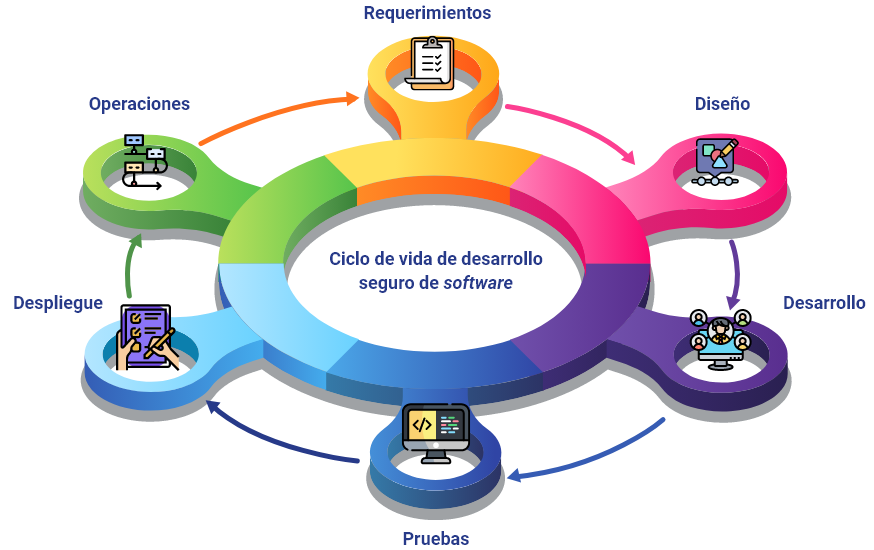 Requerimientos
Operaciones
Diseño
Ciclo de vida de desarrollo
seguro de software
Despliegue
Desarrollo
</>
Pruebas